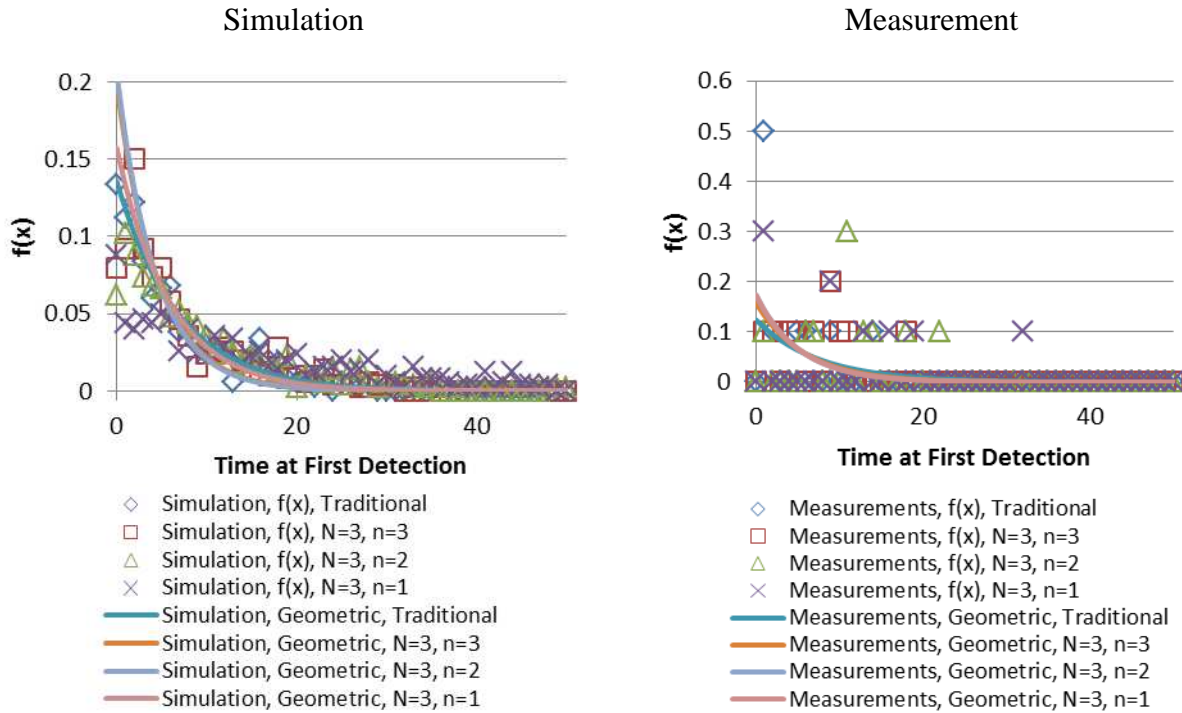 Simulation
0.2
0.15
0.1
0.05
0
f(x)
0 20 40
Time at First Detection
Simulation, f(x), Traditional
Simulation, f(x), N=3, n=3
Simulation, f(x), N=3, n=2
Simulation, f(x), N=3, n=1
Simulation, Geometric, Traditional
Simulation, Geometric, N=3, n=3
Simulation, Geometric, N=3, n=2
Simulation, Geometric, N=3, n=1
Measurement
0.6
0.5
0.4
0.3
0.2
0.1
0
f(x)
0 20 40
Time at First Detection
Measurements, f(x), Traditional
Measurements, f(x), N=3, n=3
Measurements, f(x), N=3, n=2
Measurements, f(x), N=3, n=1
Measurements, Geometric, Traditional
Measurements, Geometric, N=3, n=3
Measurements, Geometric, N=3, n=2
Measurements, Geometric, N=3, n=1